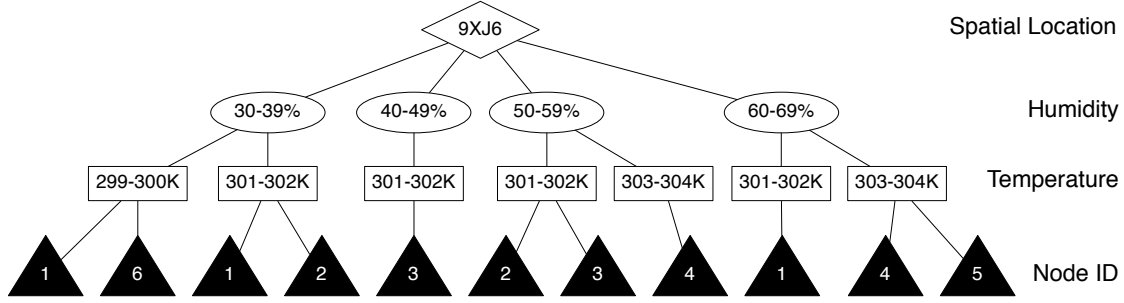 9XJ6 Spatial Location
30-39% 40-49% 50-59% 60-69% Humidity
299-300K 301-302K 301-302K 301-302K 303-304K 301-302K 303-304K Temperature
1 6 1 2 3 2 3 4 1 4 5 Node ID